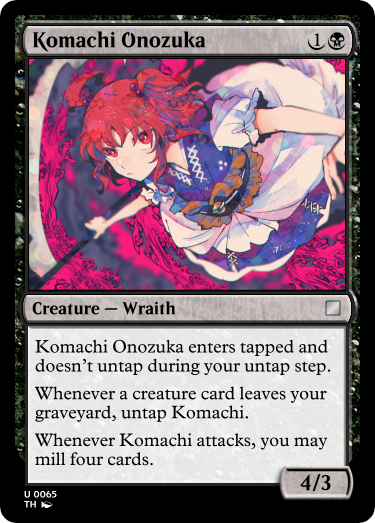 Komachi Onozuka 1
Creature — Wraith
Komachi Onozuka enters tapped and
doesn't untap during your untap step.
Whenever a creature card leaves your
graveyard, untap Komachi.
Whenever Komachi attacks, you may
mill four cards.
4/3
U 0065
TH